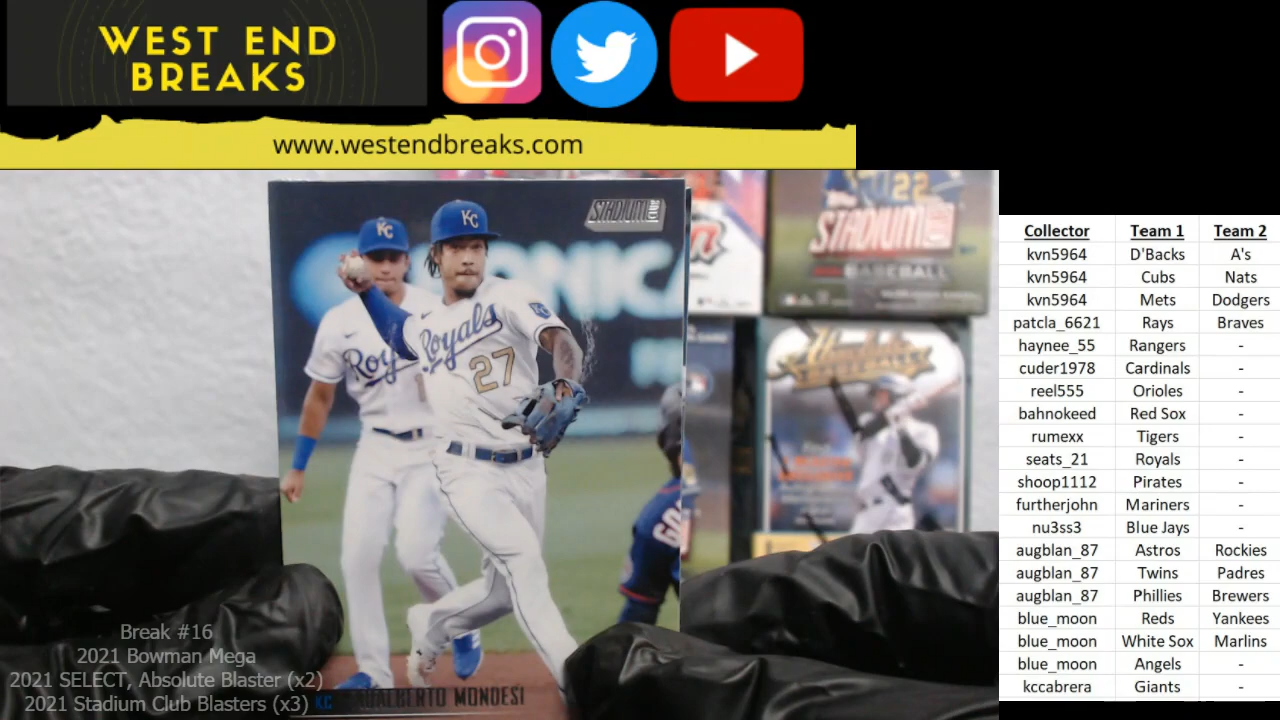 WEST END
BREAKS
www.westendbreaks.com
STADIUM CLUB
KC
KC
Royals
27
22
STADIUM
BASEBALL
Collector Team 1 Team 2
kvn5964 D'Backs A's
kvn5964 Cubs Nats
kvn5964 Mets Dodgers
patcla_6621 Rays Braves
haynee_55 Rangers -
cuder1978 Cardinals -
reel555 Orioles -
bahnokeed Red Sox -
rumexx Tigers -
seats_21 Royals -
shoop1112 Pirates -
furtherjohn Mariners -
nu3ss3 Blue Jays -
augblan_87 Astros Rockies
augblan_87 Twins Padres
augblan_87 Phillies Brewers
blue_moon Reds Yankees
blue_moon White Sox Marlins
blue_moon Angels -
kccabrera Giants -
Break #16
2021 Bowman Mega
2021 SELECT, Absolute Blaster (x2)
2021 Stadium Club Blasters (x3)
KC ADALBERTO MONDESI